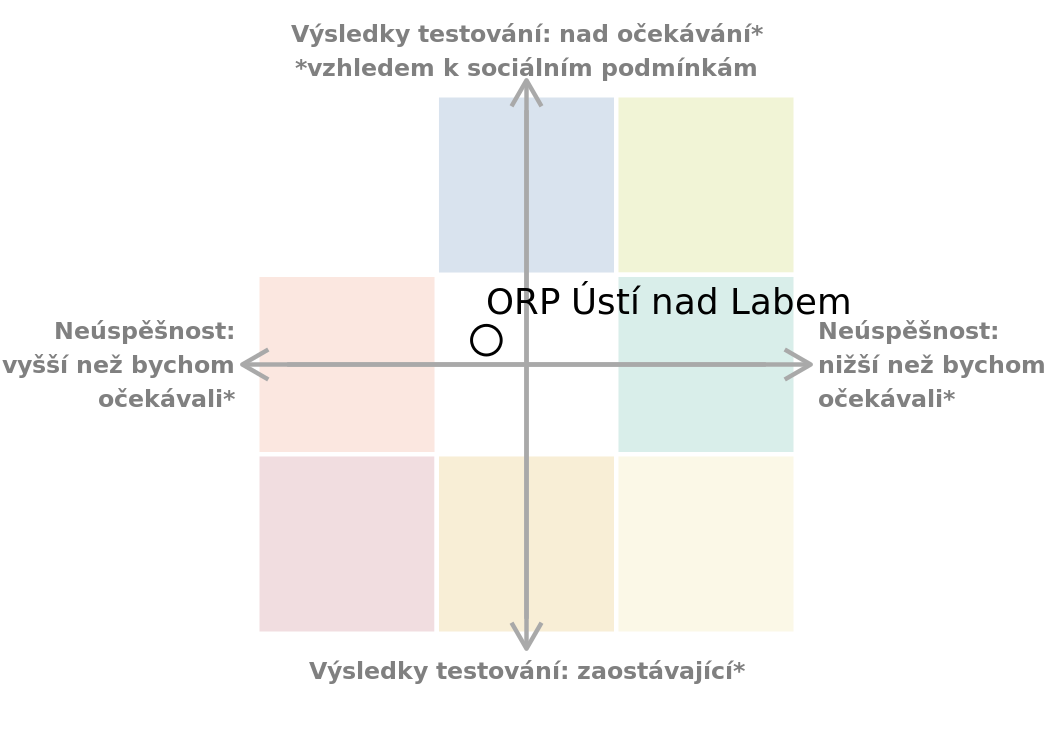 Výsledky testování: nad očekávání*
*vzhledem k sociálním podmínkám
ORP Ústí nad Labem
Neúspěšnost:
vyšší než bychom
očekávali*
Neúspěšnost:
nižší než bychom
očekávali*
Výsledky testování: zaostávající*